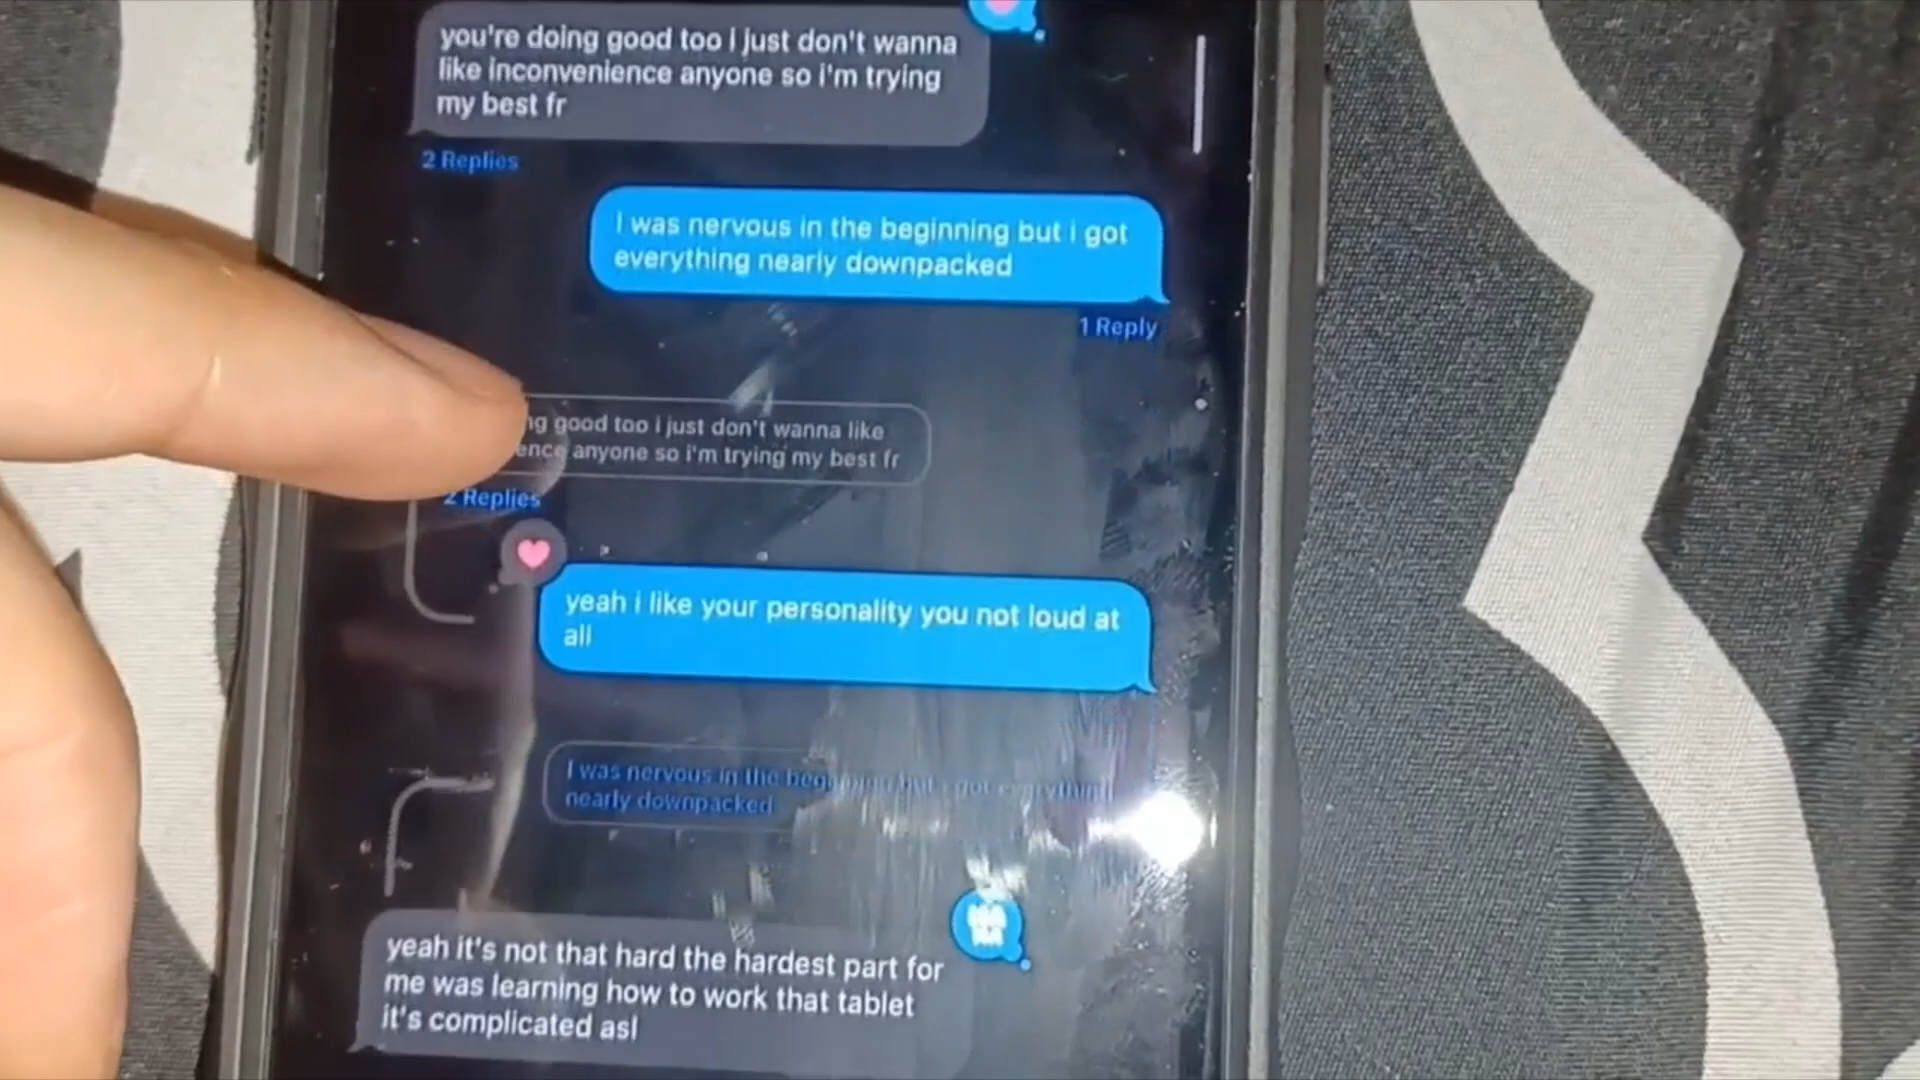 you're doing good too i just don't wanna
like inconvenience anyone so i'm trying
my best fr
2 Replies
I was nervous in the beginning but i got
everything nearly downpacked
1 Reply
good too i just don't wanna like
anyone so i'm trying my best fr
2 Replies
yeah i like your personality you not loud at
all
I was nervous in the beginning but i got everything
nearly downpacked
yeah it's not that hard the hardest part for
me was learning how to work that tablet
it's complicated asl